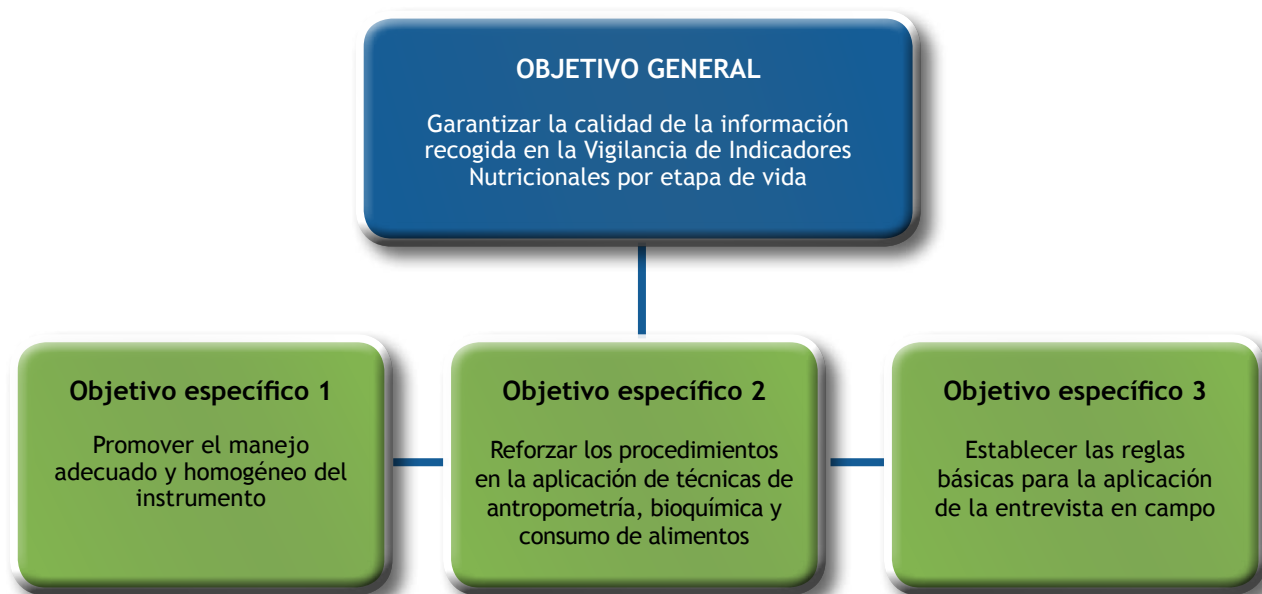 OBJETIVO GENERAL
Garantizar la calidad de la información
recogida en la Vigilancia de Indicadores
Nutricionales por etapa de vida
Objetivo específico 1
Promover el manejo
adecuado y homogéneo del
instrumento
Objetivo específico 2
Reforzar los procedimientos
en la aplicación de técnicas de
antropometría, bioquímica y
consumo de alimentos
Objetivo específico 3
Establecer las reglas
básicas para la aplicación
de la entrevista en campo